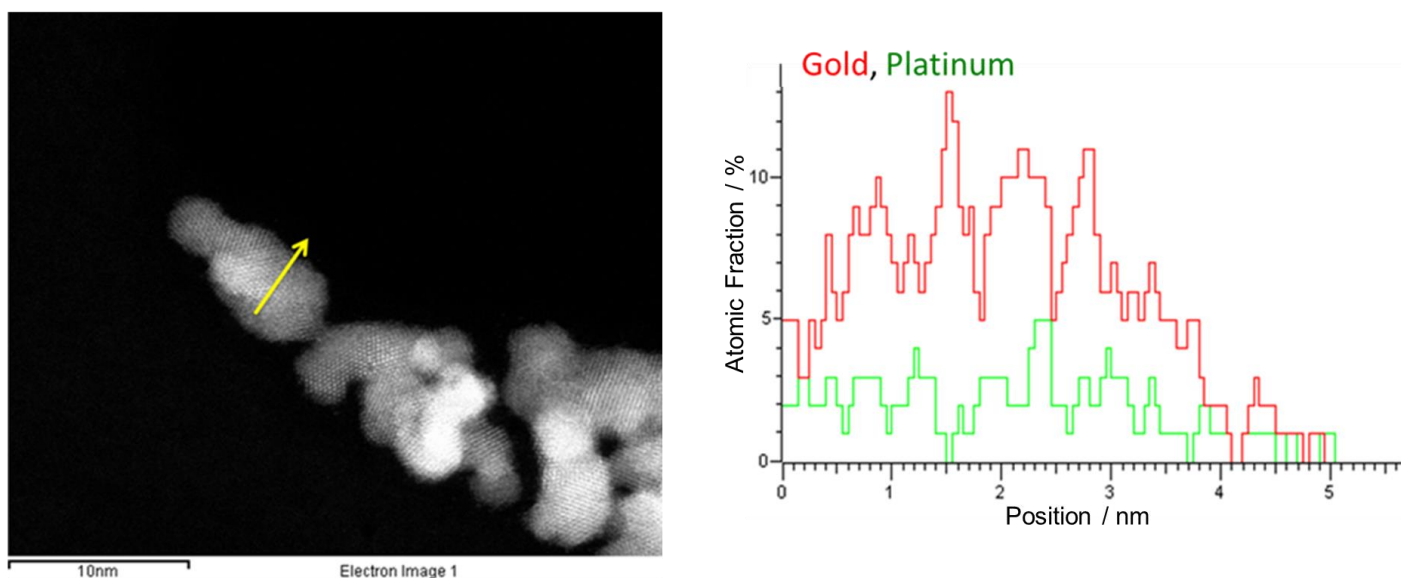 10nm
Electron Image 1
Gold, Platinum
Atomic Fraction / %
10
5
0
0 1 2 3 4 5
Position / nm